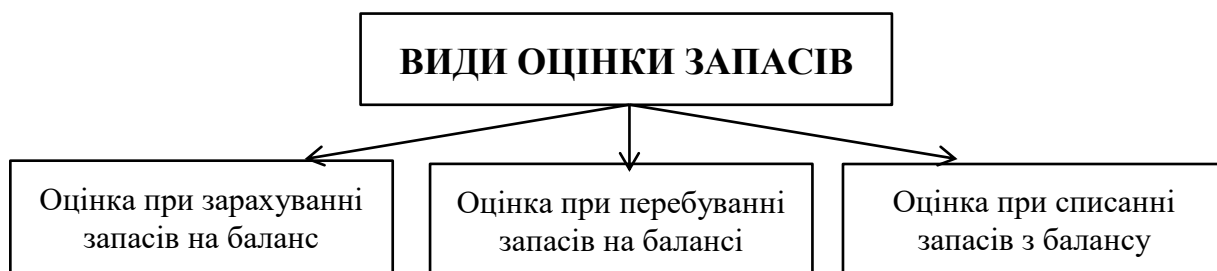 ВИДИ ОЦІНКИ ЗАПАСІВ
Оцінка при зарахуванні
запасів на баланс
Оцінка при перебуванні
запасів на балансі
Оцінка при списанні
запасів з балансу